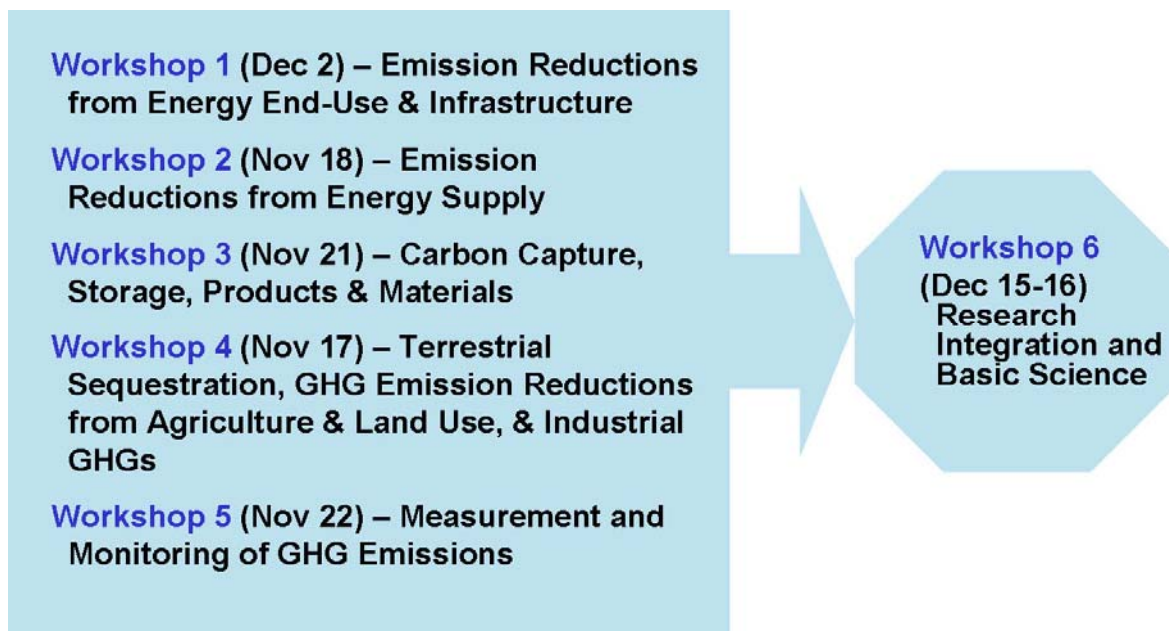 Workshop 1 (Dec 2) – Emission Reductions
from Energy End-Use & Infrastructure
Workshop 2 (Nov 18) – Emission
Reductions from Energy Supply
Workshop 3 (Nov 21) – Carbon Capture,
Storage, Products & Materials
Workshop 4 (Nov 17) – Terrestrial
Sequestration, GHG Emission Reductions
from Agriculture & Land Use, & Industrial
GHGs
Workshop 5 (Nov 22) – Measurement and
Monitoring of GHG Emissions
Workshop 6
(Dec 15-16)
Research
Integration and
Basic Science